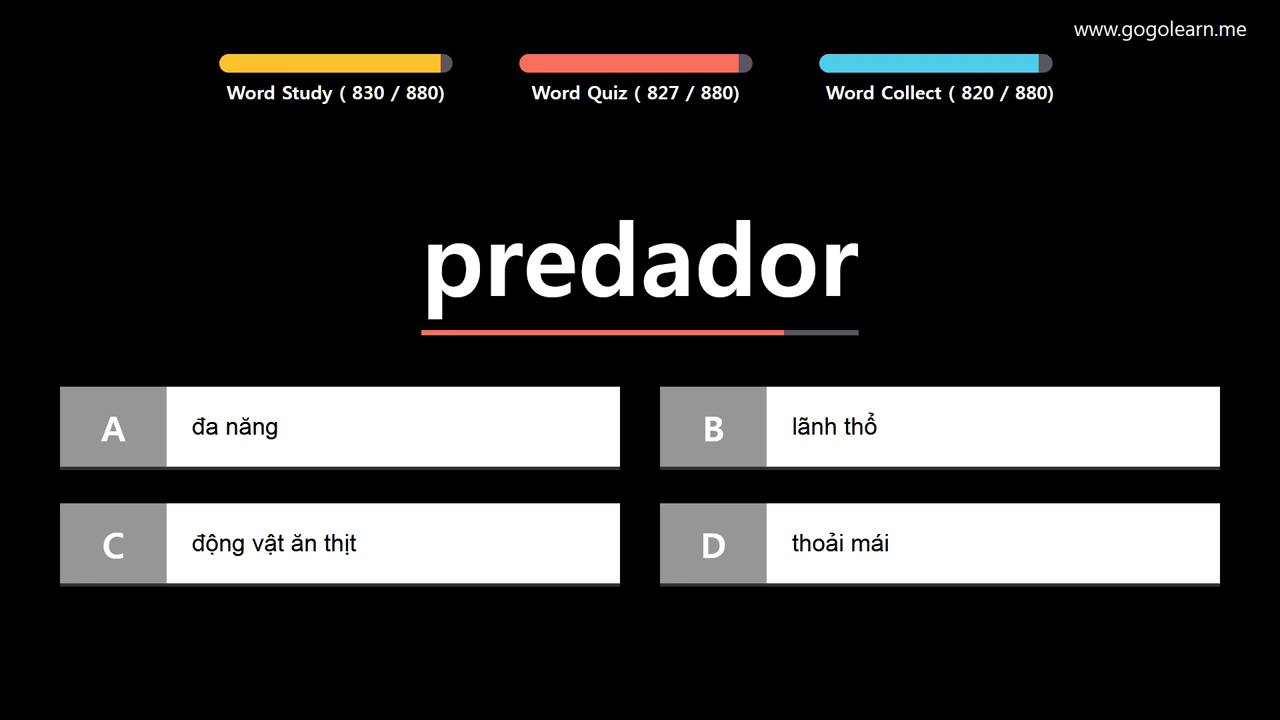 www.gogolearn.me
Word Study ( 830 / 880)
Word Quiz ( 827 / 880)
Word Collect ( 820 / 880)
predador
A
đa năng
B
lãnh thổ
C
động vật ăn thịt
D
thoải mái